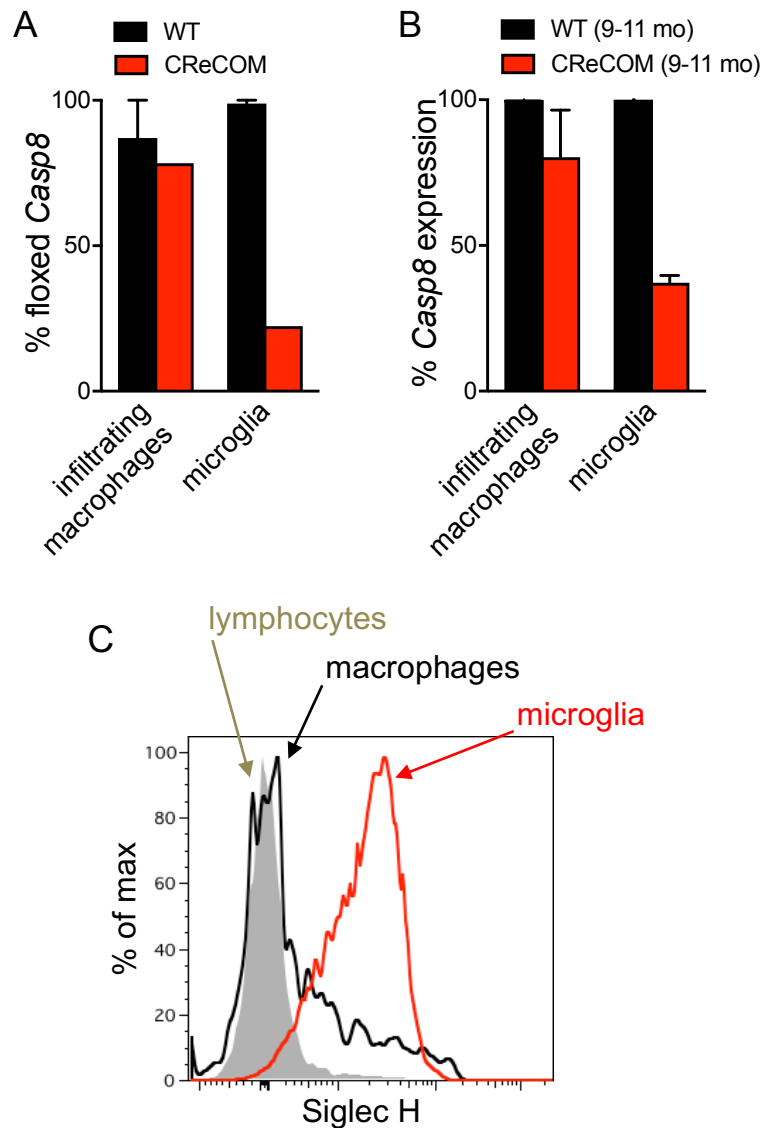 A
WT
CReCOM
% floxed Casp8
100
50
0
infiltrating
macrophages
microglia
B
WT (9-11 mo)
CReCOM (9-11 mo)
% Casp8 expression
100
50
0
infiltrating
macrophages
microglia
C
lymphocytes
macrophages
microglia
% of max
100
80
60
40
20
0
Siglec H